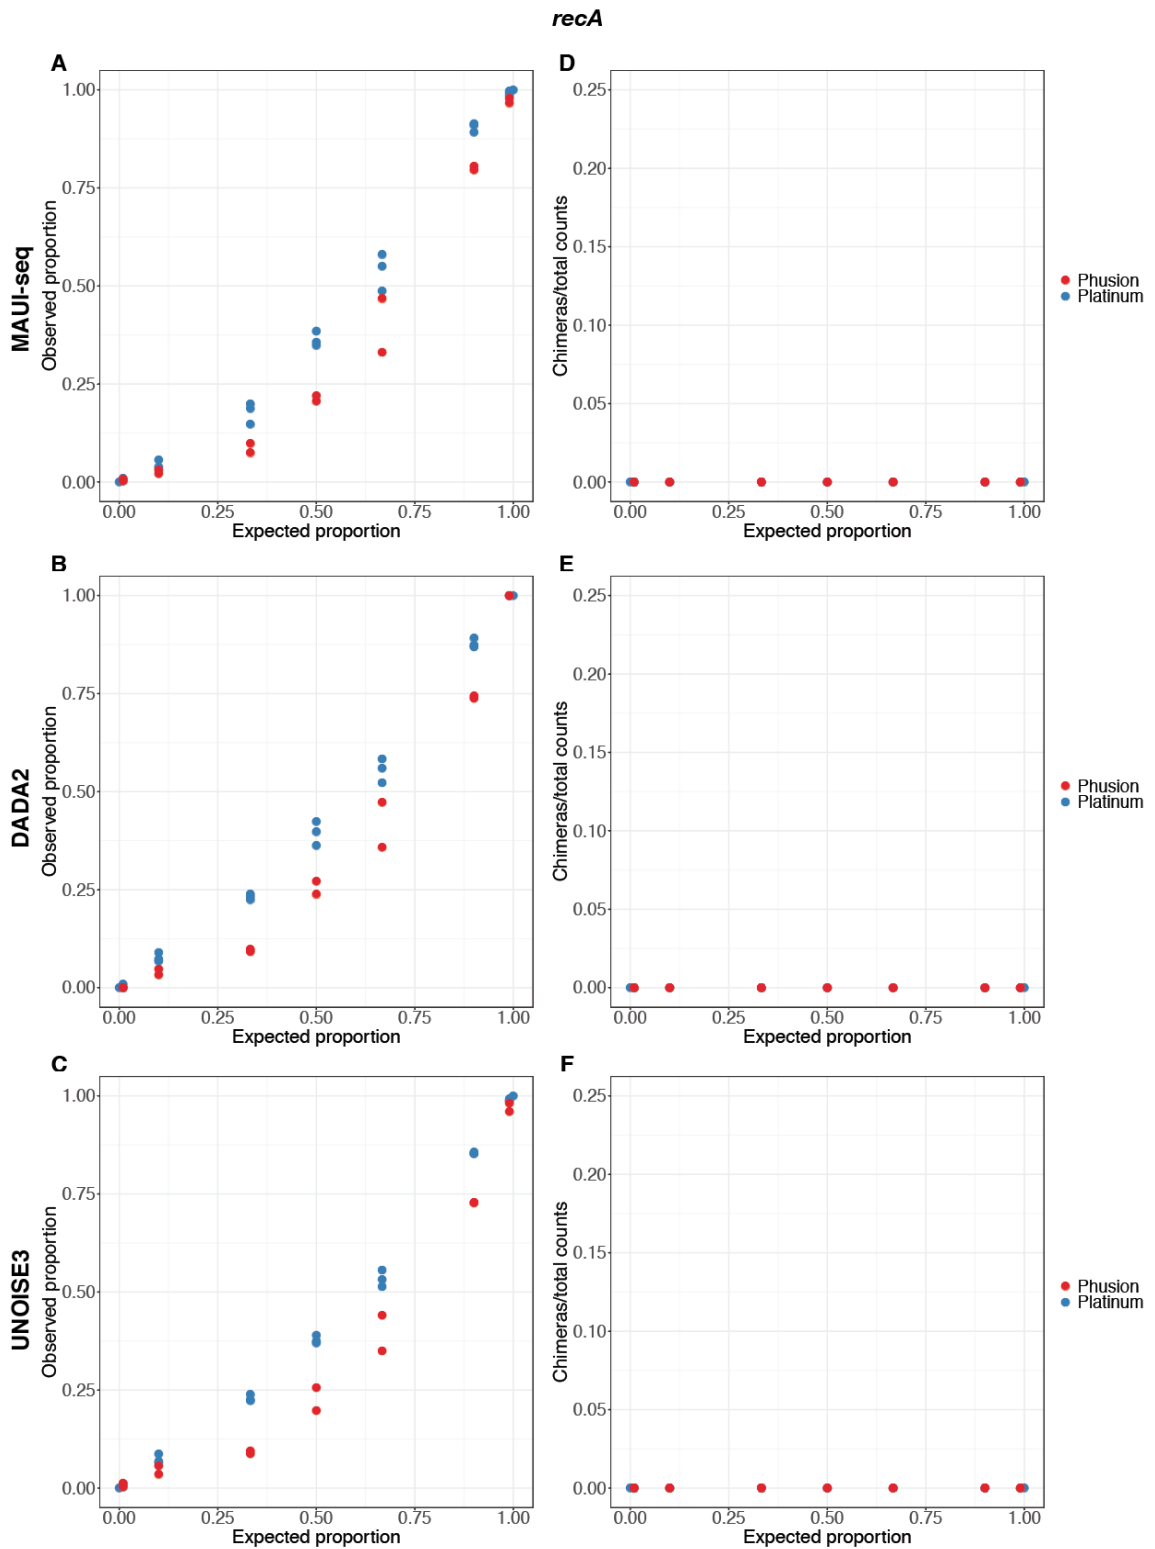 recA
A
MAUI-seq
Observed proportion
1.00
0.75
0.50
0.25
0.00
0.00 0.25 0.50 0.75 1.00
Expected proportion
D
Chimeras/total counts
0.25
0.20
0.15
0.10
0.05
0.00
0.00 0.25 0.50 0.75 1.00
Expected proportion
Phusion
Platinum
B
DADA2
Observed proportion
1.00
0.75
0.50
0.25
0.00
0.00 0.25 0.50 0.75 1.00
Expected proportion
E
Chimeras/total counts
0.25
0.20
0.15
0.10
0.05
0.00
0.00 0.25 0.50 0.75 1.00
Expected proportion
Phusion
Platinum
C
UNOISE3
Observed proportion
1.00
0.75
0.50
0.25
0.00
0.00 0.25 0.50 0.75 1.00
Expected proportion
F
Chimeras/total counts
0.25
0.20
0.15
0.10
0.05
0.00
0.00 0.25 0.50 0.75 1.00
Expected proportion
Phusion
Platinum